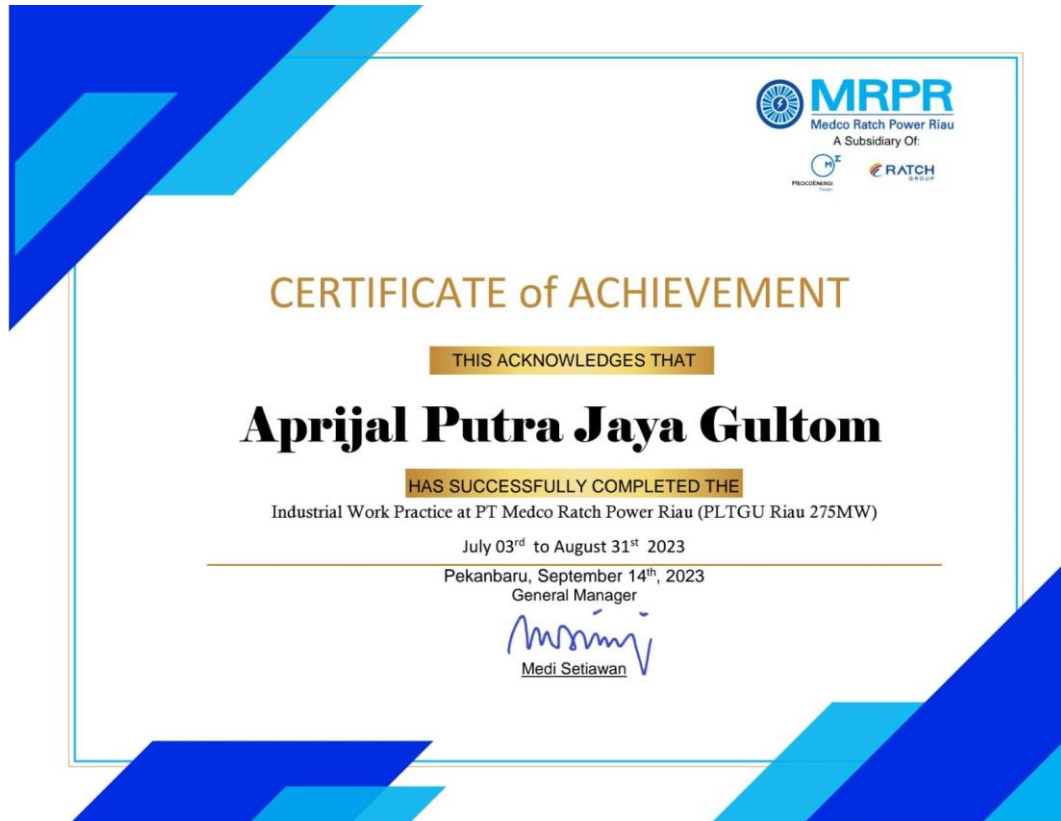 MRPR
Medco Ratch Power Riau
A Subsidiary Of:
M Σ
MEDCOENERGI
Power
RATCH
GROUP
CERTIFICATE of ACHIEVEMENT
THIS ACKNOWLEDGES THAT
Aprijal Putra Jaya Gultom
HAS SUCCESSFULLY COMPLETED THE
Industrial Work Practice at PT Medco Ratch Power Riau (PLTGU Riau 275MW)
July 03rd to August 31st 2023
Pekanbaru, September 14th, 2023
General Manager
Medi Setiawan